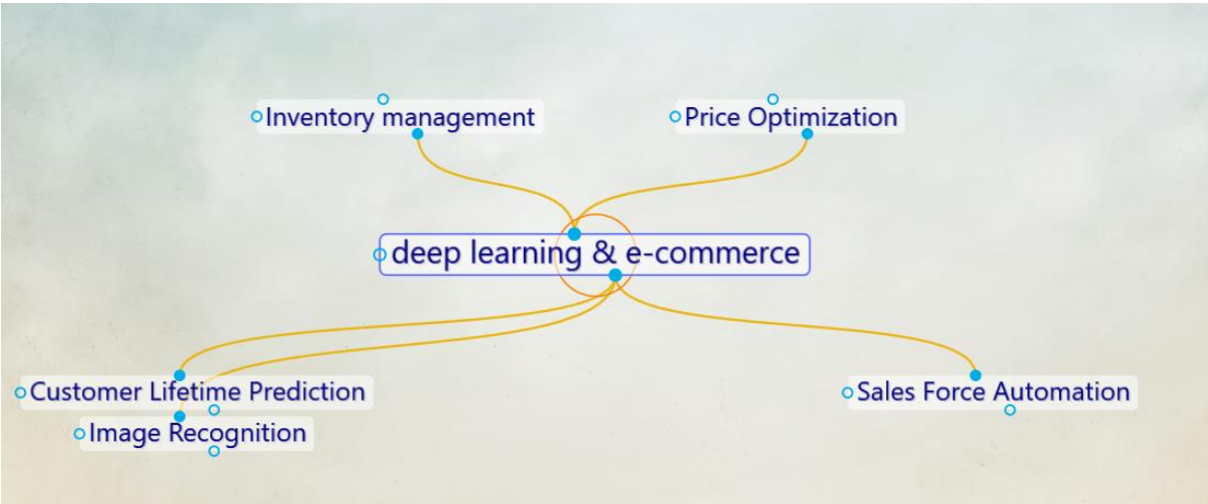 Inventory management
Price Optimization
deep learning & e-commerce
Customer Lifetime Prediction
Sales Force Automation
Image Recognition